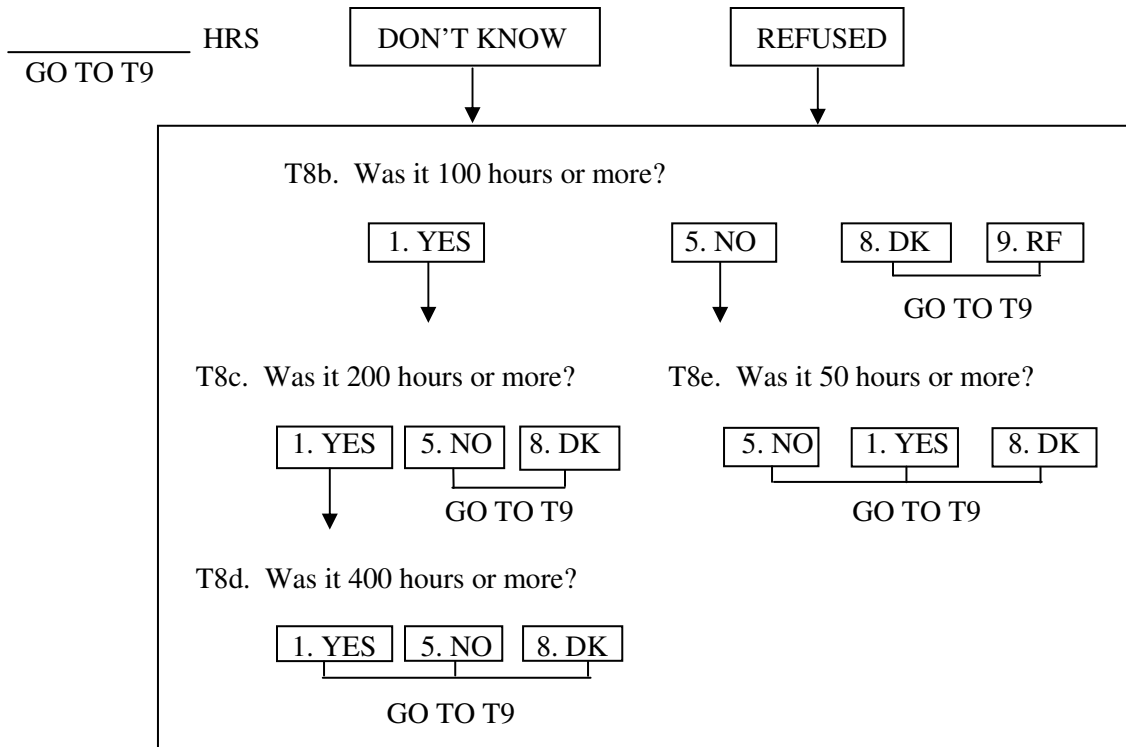 __________ HRS DON'T KNOW REFUSED
GO TO T9
T8b. Was it 100 hours or more?
1. YES 5. NO 8. DK 9. RF
GO TO T9
T8c. Was it 200 hours or more? T8e. Was it 50 hours or more?
1. YES 5. NO 8. DK 5. NO 1. YES 8. DK
GO TO T9 GO TO T9
T8d. Was it 400 hours or more?
1. YES 5. NO 8. DK
GO TO T9